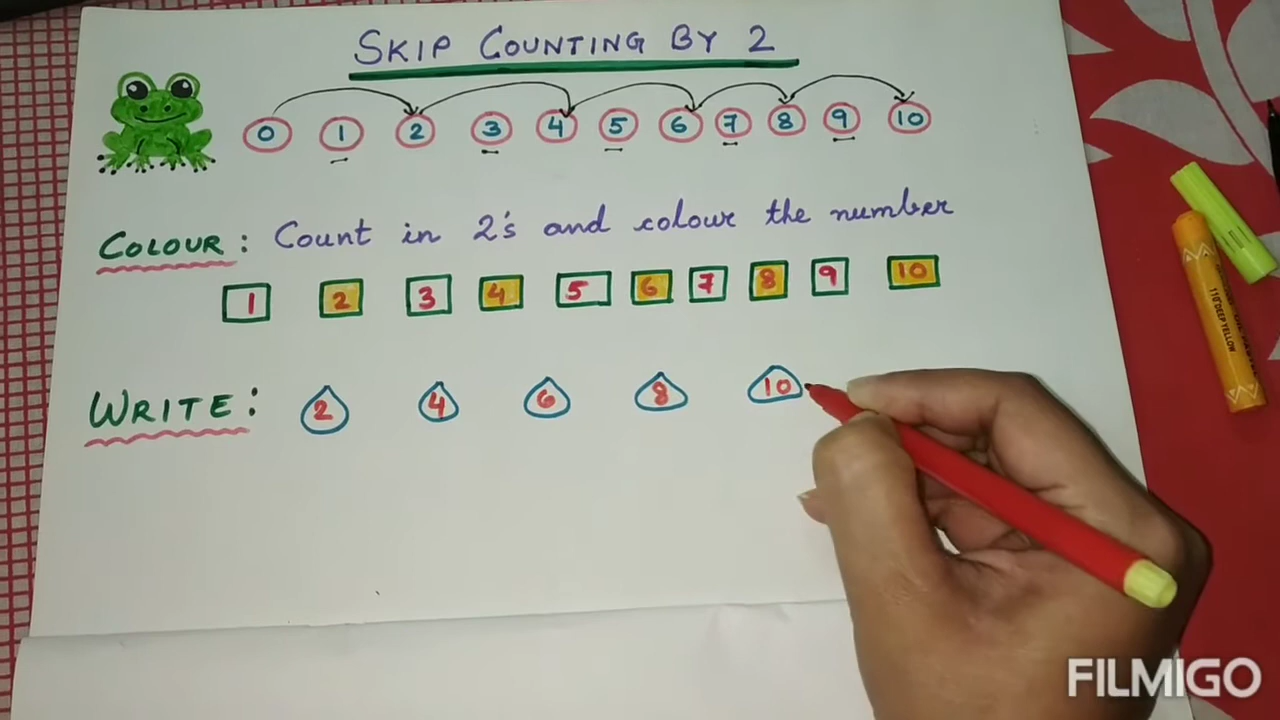 SKIP COUNTING BY 2
0 1 2 3 4 5 6 7 8 9 10
COLOUR: Count in 2's and colour the number
1 2 3 4 5 6 7 8 9 10
WRITE: 2 4 6 8 10
FILMIGO